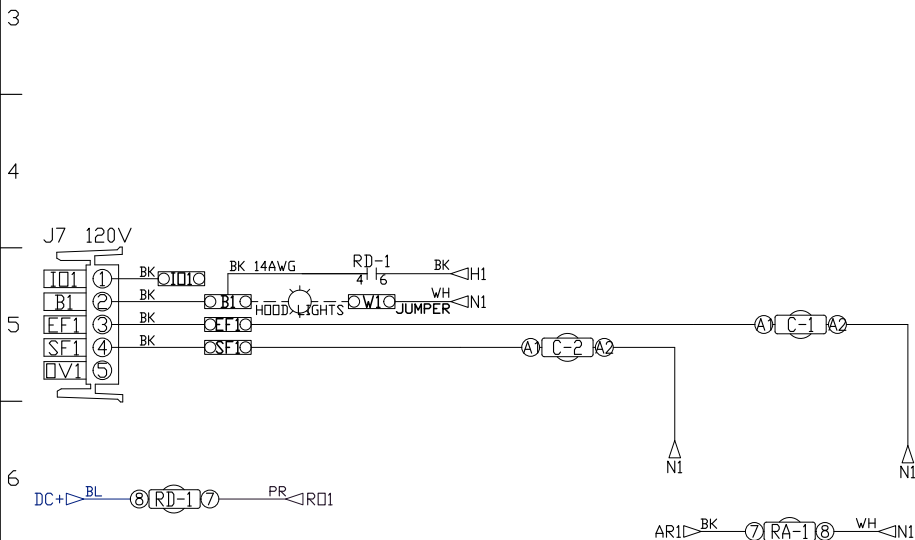 3
4
J7 120V
BK 14AWG RD-1 BK
4 6 H1
IO1 1 BK IO1
B1 2 BK B1 HOOD LIGHTS W1 JUMPER WH N1
5
EF1 3 BK EF1 A1 C-1 A2
SF1 4 BK SF1 A1 C-2 A2
OV1 5
N1 N1
6
DC+ BL 8 RD-1 7 PR RO1
AR1 BK 7 RA-1 8 WH N1